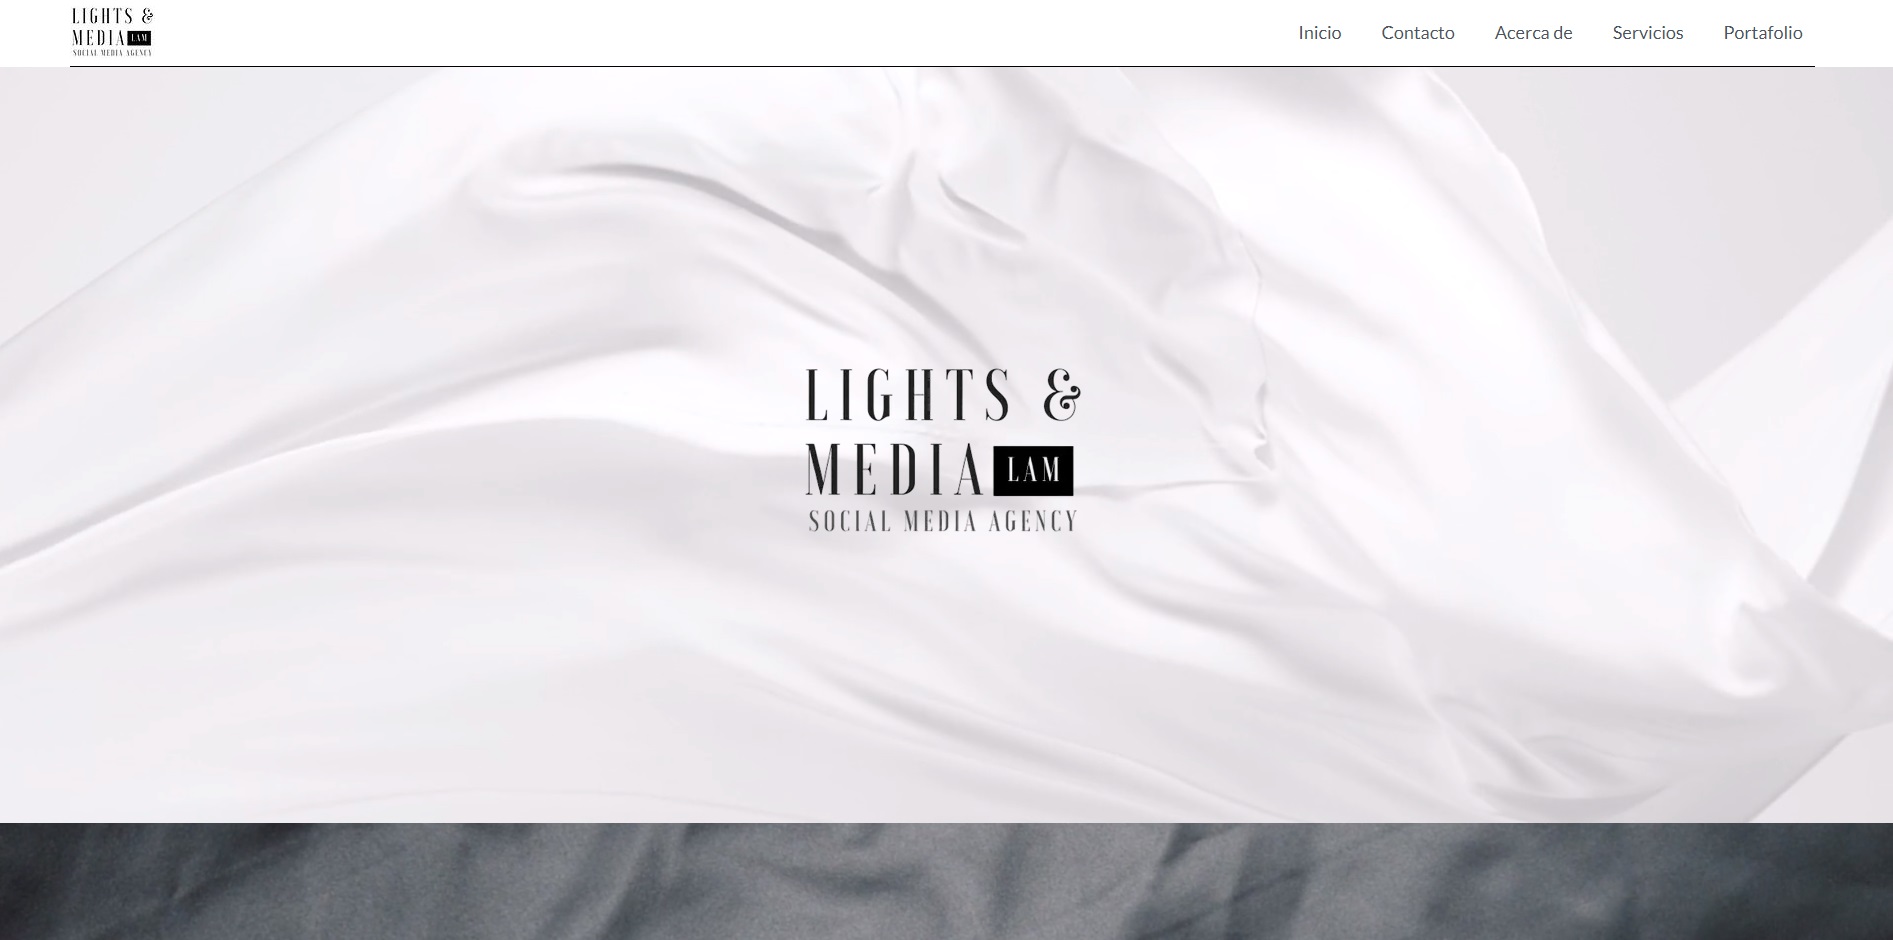 LIGHTS &
MEDIA LAM
SOCIAL MEDIA AGENCY
Inicio Contacto Acerca de Servicios Portafolio
LIGHTS &
MEDIA LAM
SOCIAL MEDIA AGENCY